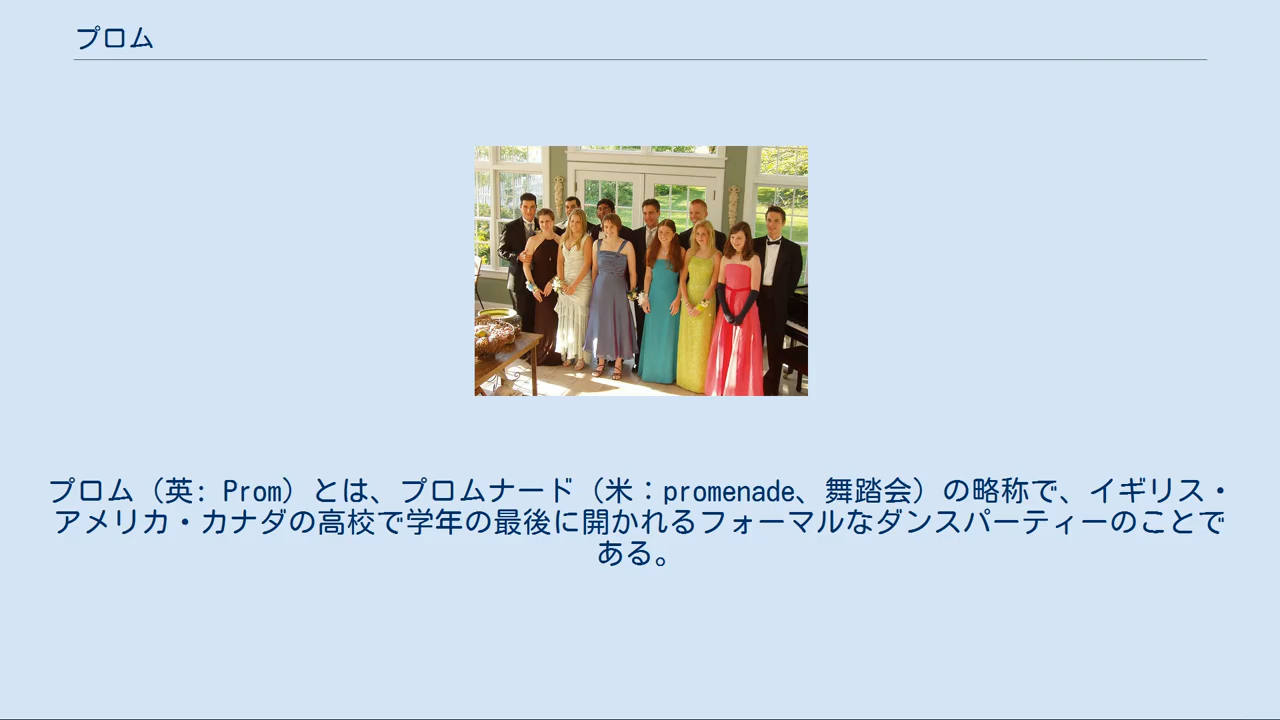 プロム
プロム（英: Prom）とは、プロムナード（米：promenade、舞踏会）の略称で、イギリス・
アメリカ・カナダの高校で学年の最後に開かれるフォーマルなダンスパーティーのことで
ある。